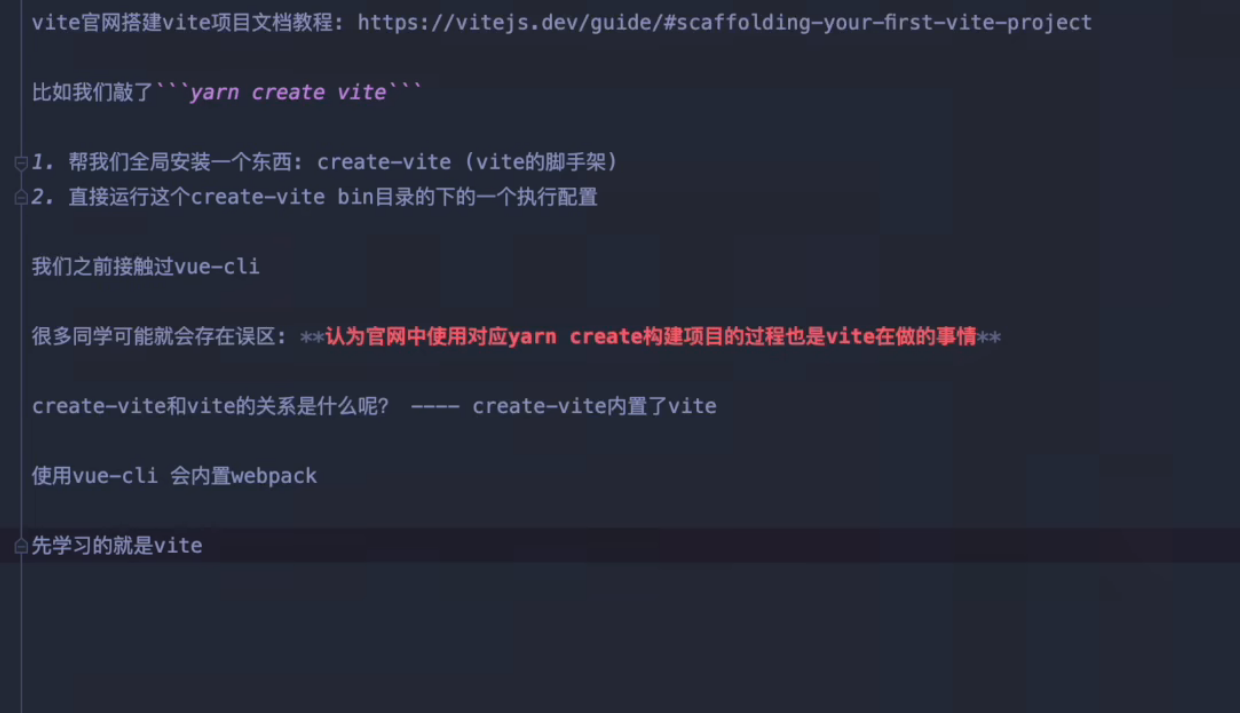 vite官网搭建vite项目文档教程: https://vitejs.dev/guide/#scaffolding-your-first-vite-project
比如我们敲了```yarn create vite```
1. 帮我们全局安装一个东西: create-vite (vite的脚手架)
2. 直接运行这个create-vite bin目录的下的一个执行配置
我们之前接触过vue-cli
很多同学可能就会存在误区: **认为官网中使用对应yarn create构建项目的过程也是vite在做的事情**
create-vite和vite的关系是什么呢? ---- create-vite内置了vite
使用vue-cli 会内置webpack
先学习的就是vite